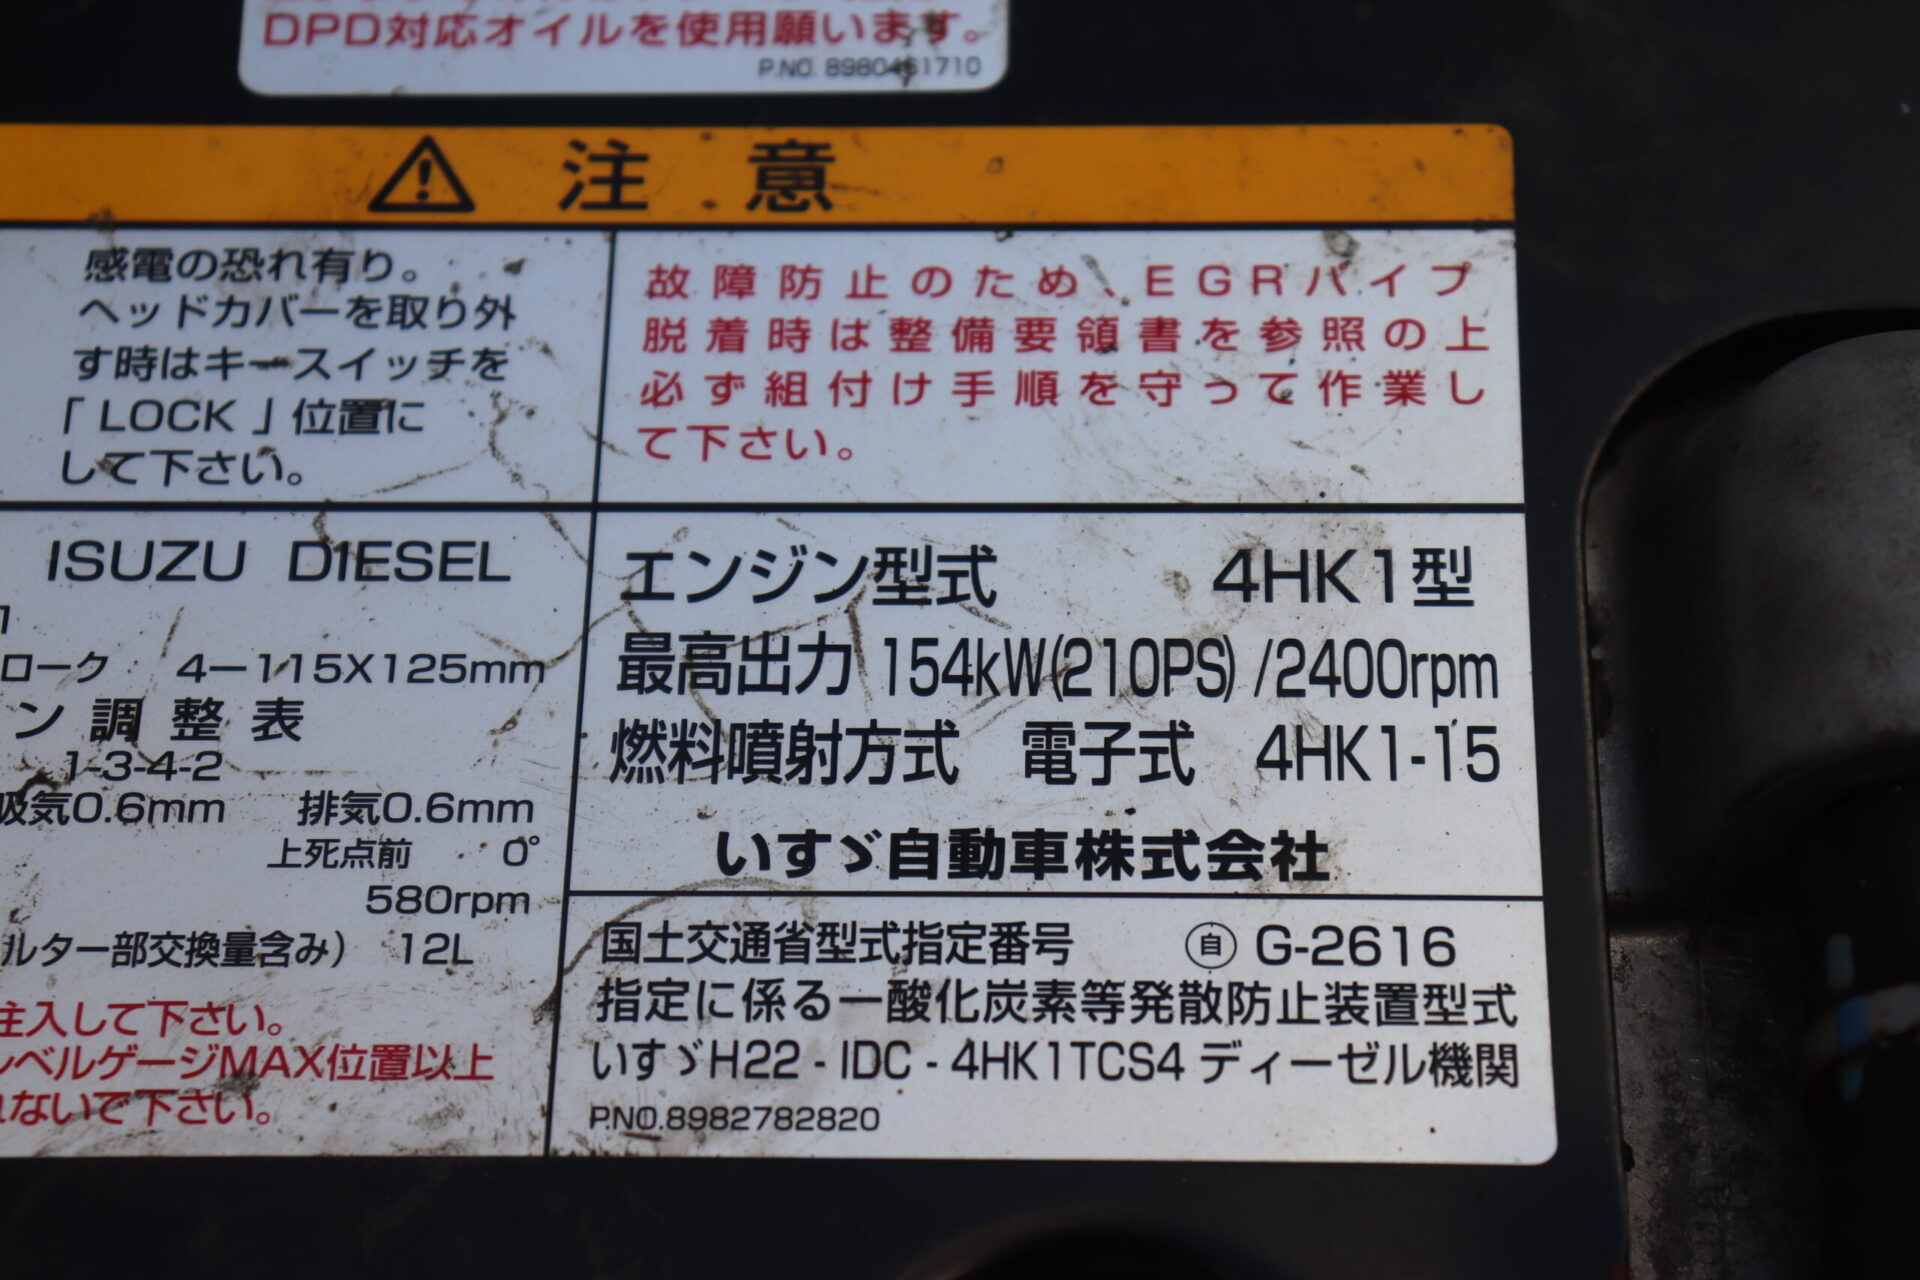 DPD対応オイルを使用願います。
P.NO. 8980461710
注 意
感電の恐れ有り。
ヘッドカバーを取り外
す時はキースイッチを
「LOCK」位置に
して下さい。
故障防止のため、EGRパイプ
脱着時は整備要領書を参照の上
必ず組付け手順を守って作業し
て下さい。
ISUZU DIESEL
1
ローク 4－115X125mm
ン調整表
1-3-4-2
吸気0.6mm 排気0.6mm
上死点前 0°
580rpm
ルター部交換量含み） 12L
注入して下さい。
レベルゲージMAX位置以上
れないで下さい。
エンジン型式 4HK1型
最高出力 154kW(210PS) /2400rpm
燃料噴射方式 電子式 4HK1-15
いすゞ自動車株式会社
国土交通省型式指定番号 ㊀自 G-2616
指定に係る一酸化炭素等発散防止装置型式
いすゞH22 - IDC - 4HK1TCS4 ディーゼル機関
P.NO.8982782820